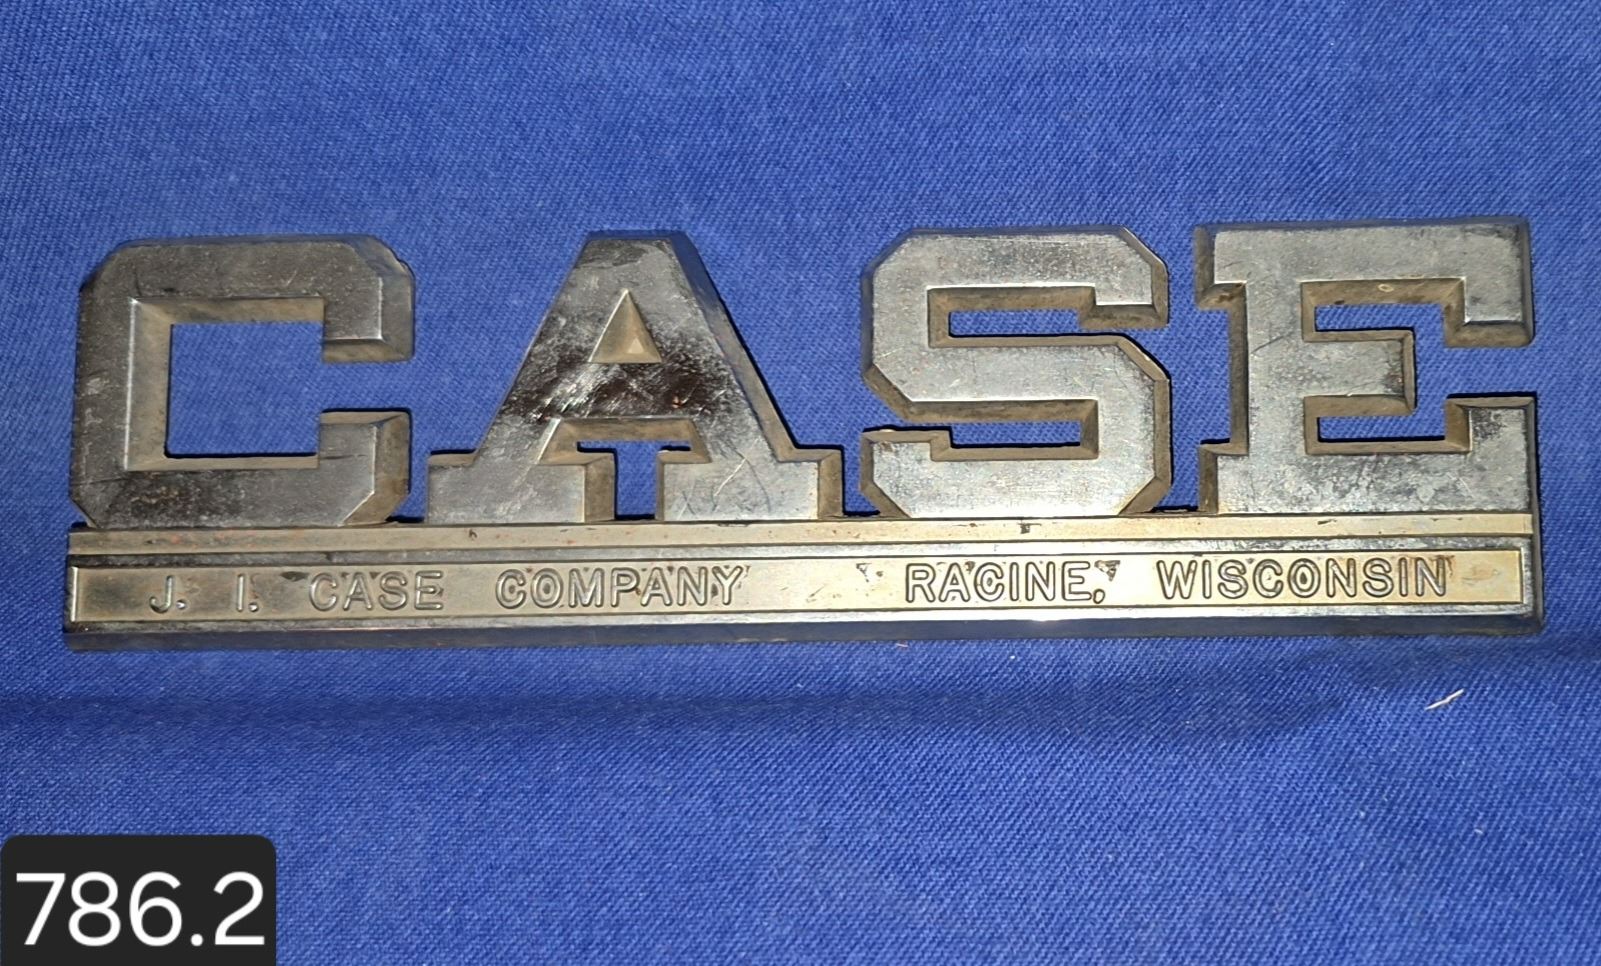 CASE
J. I. CASE COMPANY RACINE, WISCONSIN
786.2